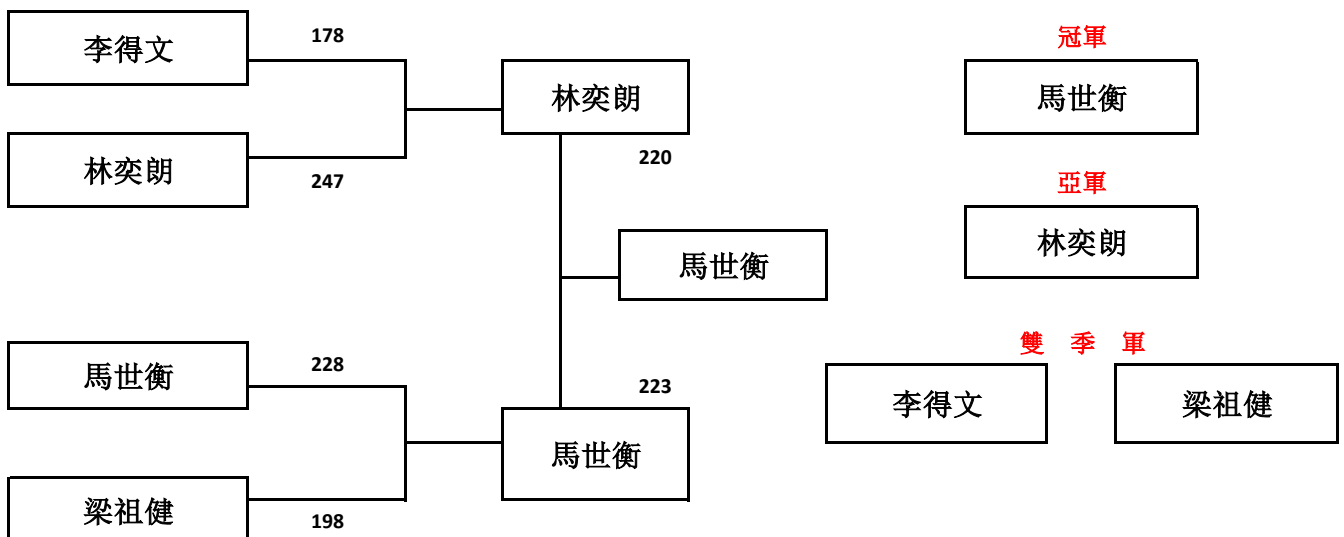 李得文
178
林奕朗
247
林奕朗
220
馬世衡
馬世衡
228
梁祖健
198
223
馬世衡
冠軍
馬世衡
亞軍
林奕朗
雙 季 軍
李得文
梁祖健